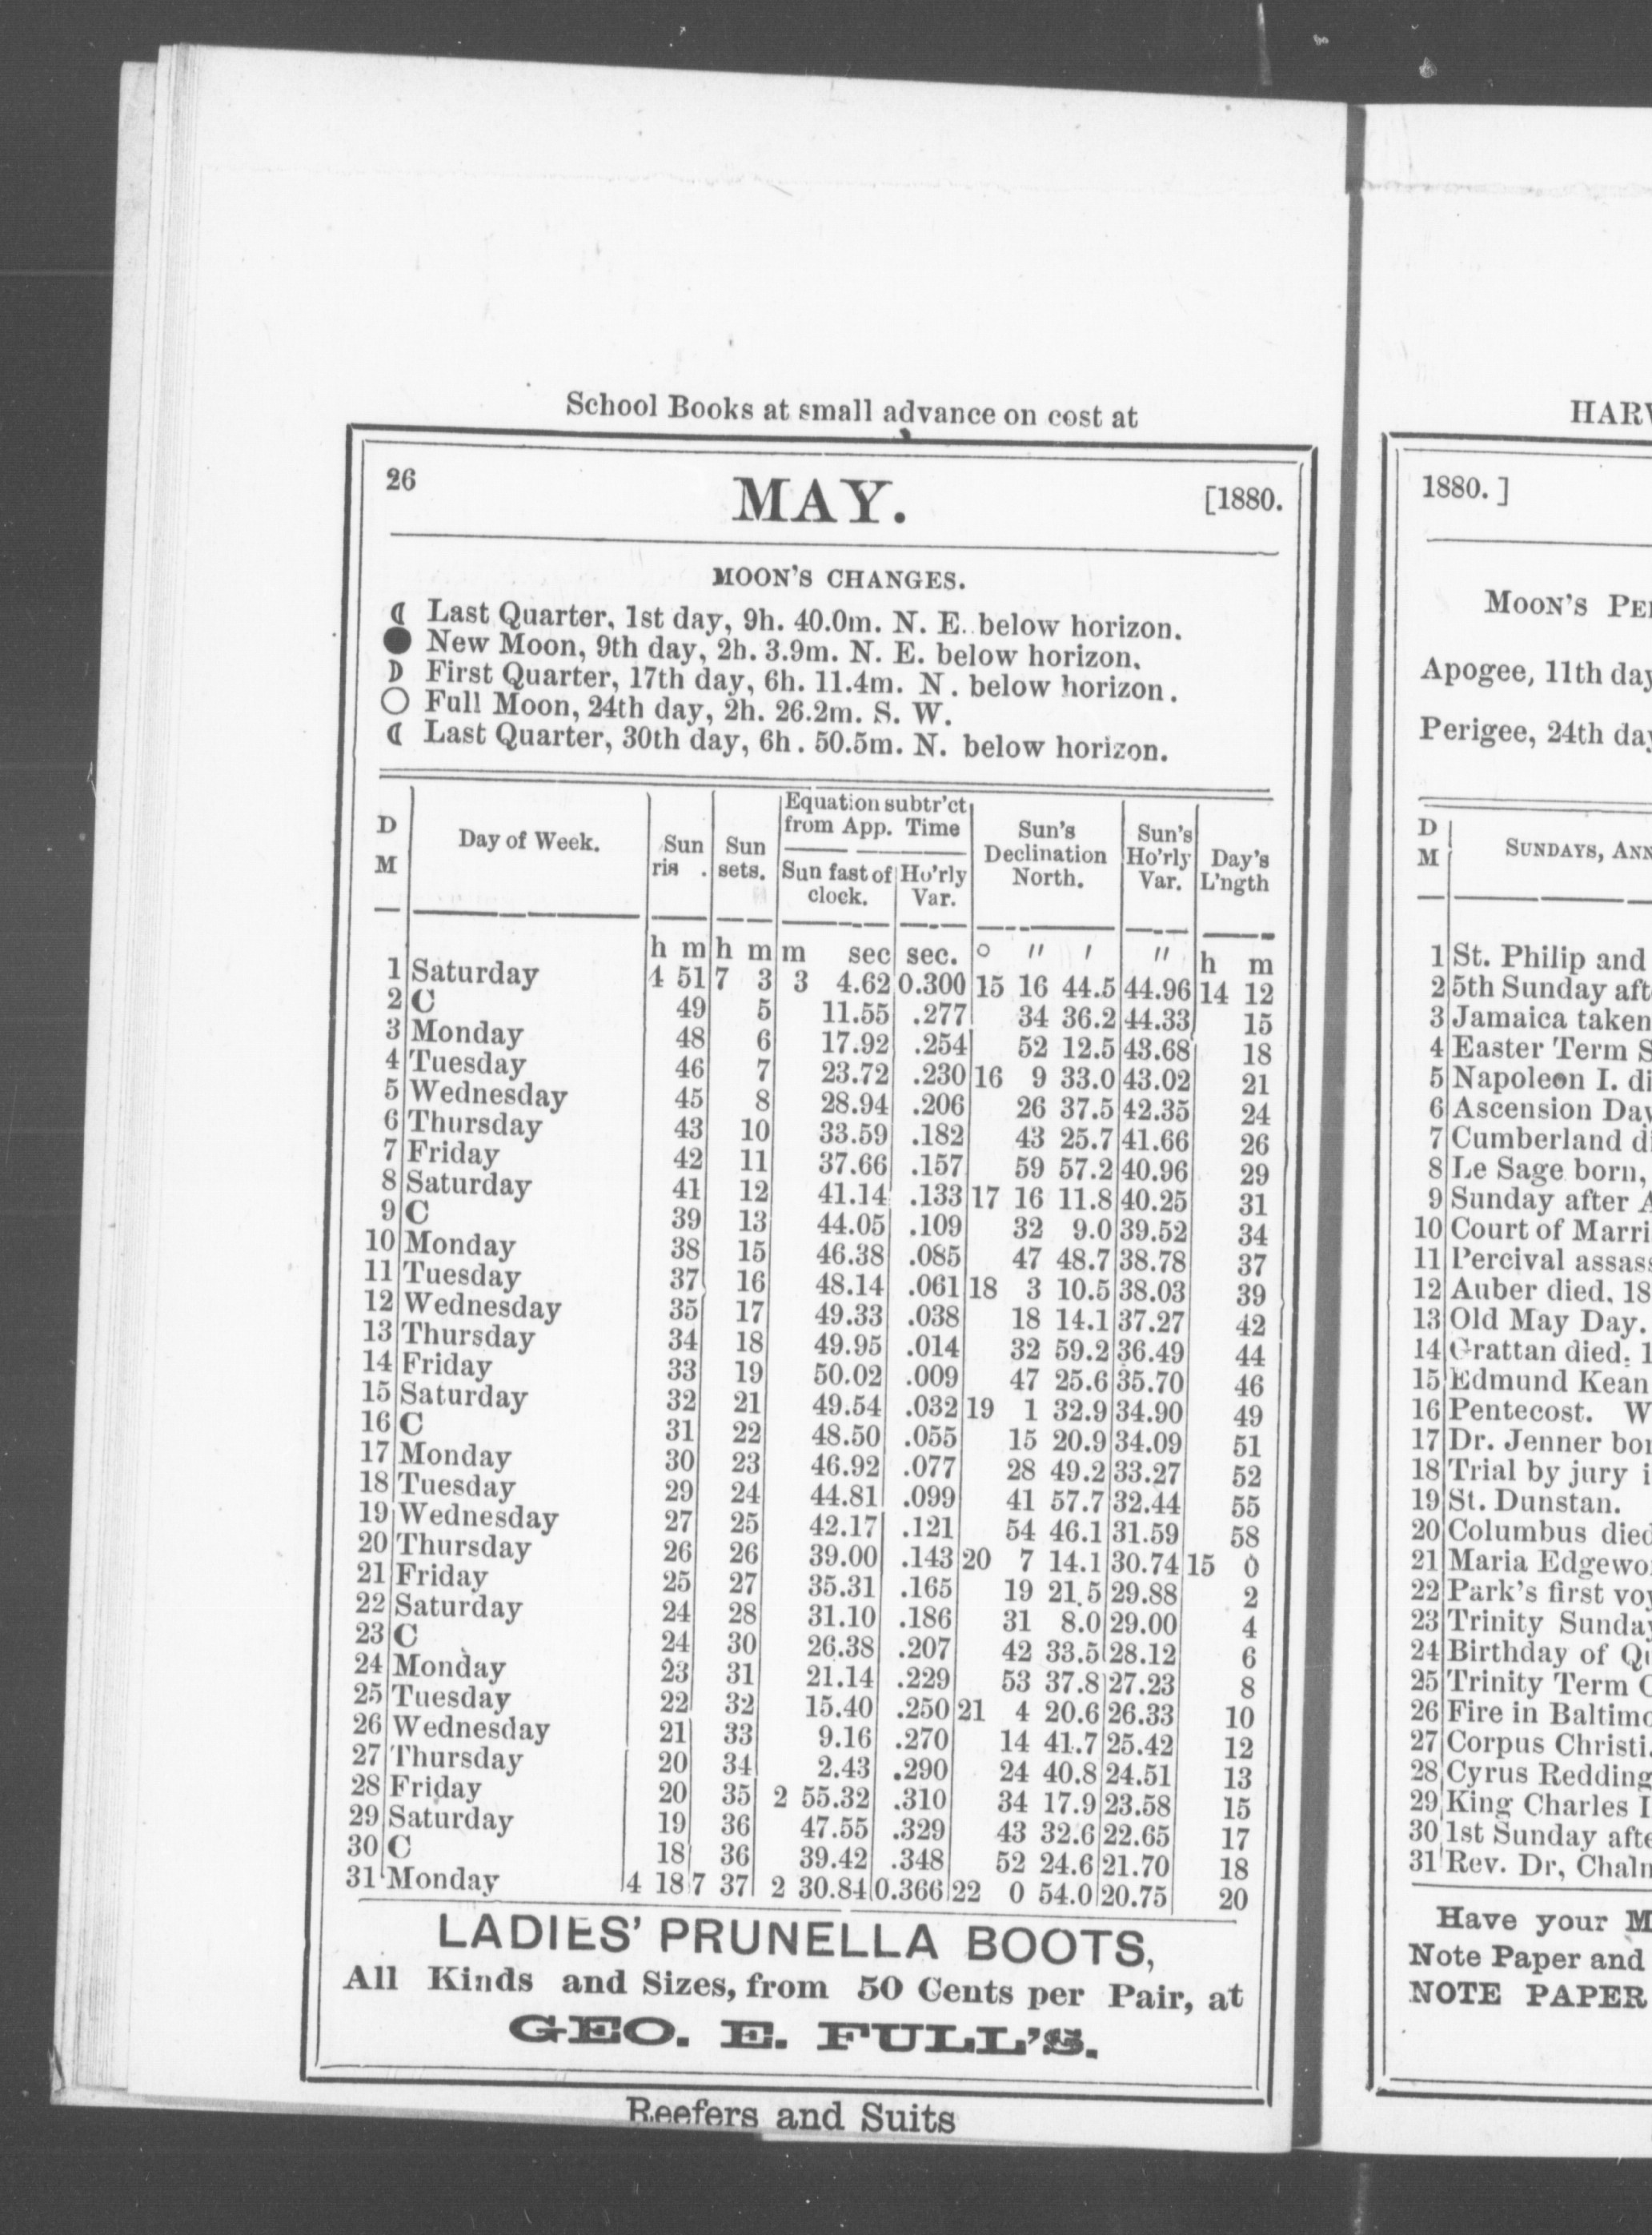 School Books at small advance on cost at
26 MAY. [1880.
MOON'S CHANGES.
Last Quarter, 1st day, 9h. 40.0m. N. E. below horizon.
New Moon, 9th day, 2h. 3.9m. N. E. below horizon.
First Quarter, 17th day, 6h. 11.4m. N. below horizon.
Full Moon, 24th day, 2h. 26.2m. S. W.
Last Quarter, 30th day, 6h. 50.5m. N. below horizon.
D M | Day of Week. | Sun ris . | Sun sets. | Equation subtr'ct from App. Time | Sun fast of clock. | Ho'rly Var. | Sun's Declination North. | Sun's Ho'rly Var. | Day's L'ngth
h m | h m | m sec | sec. | ° " ' | " | h m
1 Saturday 4 51 7 3 3 4.62 0.300 15 16 44.5 44.96 14 12
2 C 49 5 11.55 .277 34 36.2 44.33 15
3 Monday 48 6 17.92 .254 52 12.5 43.68 18
4 Tuesday 46 7 23.72 .230 16 9 33.0 43.02 21
5 Wednesday 45 8 28.94 .206 26 37.5 42.35 24
6 Thursday 43 10 33.59 .182 43 25.7 41.66 26
7 Friday 42 11 37.66 .157 59 57.2 40.96 29
8 Saturday 41 12 41.14 .133 17 16 11.8 40.25 31
9 C 39 13 44.05 .109 32 9.0 39.52 34
10 Monday 38 15 46.38 .085 47 48.7 38.78 37
11 Tuesday 37 16 48.14 .061 18 3 10.5 38.03 39
12 Wednesday 35 17 49.33 .038 18 14.1 37.27 42
13 Thursday 34 18 49.95 .014 32 59.2 36.49 44
14 Friday 33 19 50.02 .009 47 25.6 35.70 46
15 Saturday 32 21 49.54 .032 19 1 32.9 34.90 49
16 C 31 22 48.50 .055 15 20.9 34.09 51
17 Monday 30 23 46.92 .077 28 49.2 33.27 52
18 Tuesday 29 24 44.81 .099 41 57.7 32.44 55
19 Wednesday 27 25 42.17 .121 54 46.1 31.59 58
20 Thursday 26 26 39.00 .143 20 7 14.1 30.74 15 0
21 Friday 25 27 35.31 .165 19 21.5 29.88 2
22 Saturday 24 28 31.10 .186 31 8.0 29.00 4
23 C 24 30 26.38 .207 42 33.5 28.12 6
24 Monday 23 31 21.14 .229 53 37.8 27.23 8
25 Tuesday 22 32 15.40 .250 21 4 20.6 26.33 10
26 Wednesday 21 33 9.16 .270 14 41.7 25.42 12
27 Thursday 20 34 2.43 .290 24 40.8 24.51 13
28 Friday 20 35 2 55.32 .310 34 17.9 23.58 15
29 Saturday 19 36 47.55 .329 43 32.6 22.65 17
30 C 18 36 39.42 .348 52 24.6 21.70 18
31 Monday 4 18 7 37 2 30.84 0.366 22 0 54.0 20.75 20
LADIES' PRUNELLA BOOTS,
All Kinds and Sizes, from 50 Cents per Pair, at
GEO. E. FULL'S.
Reefers and Suits
HARV
1880.]
MOON'S PE
Apogee, 11th day
Perigee, 24th day
D M | SUNDAYS, ANN
1 St. Philip and
2 5th Sunday aft
3 Jamaica taken
4 Easter Term S
5 Napoleon I. di
6 Ascension Day
7 Cumberland d
8 Le Sage born,
9 Sunday after A
10 Court of Marri
11 Percival assass
12 Auber died. 18
13 Old May Day.
14 Grattan died. 1
15 Edmund Kean
16 Pentecost. W
17 Dr. Jenner bor
18 Trial by jury i
19 St. Dunstan.
20 Columbus died
21 Maria Edgewo
22 Park's first voy
23 Trinity Sunday
24 Birthday of Q
25 Trinity Term
26 Fire in Baltimo
27 Corpus Christi.
28 Cyrus Redding
29 King Charles I
30 1st Sunday afte
31 Rev. Dr, Chaln
Have your M
Note Paper and
NOTE PAPER